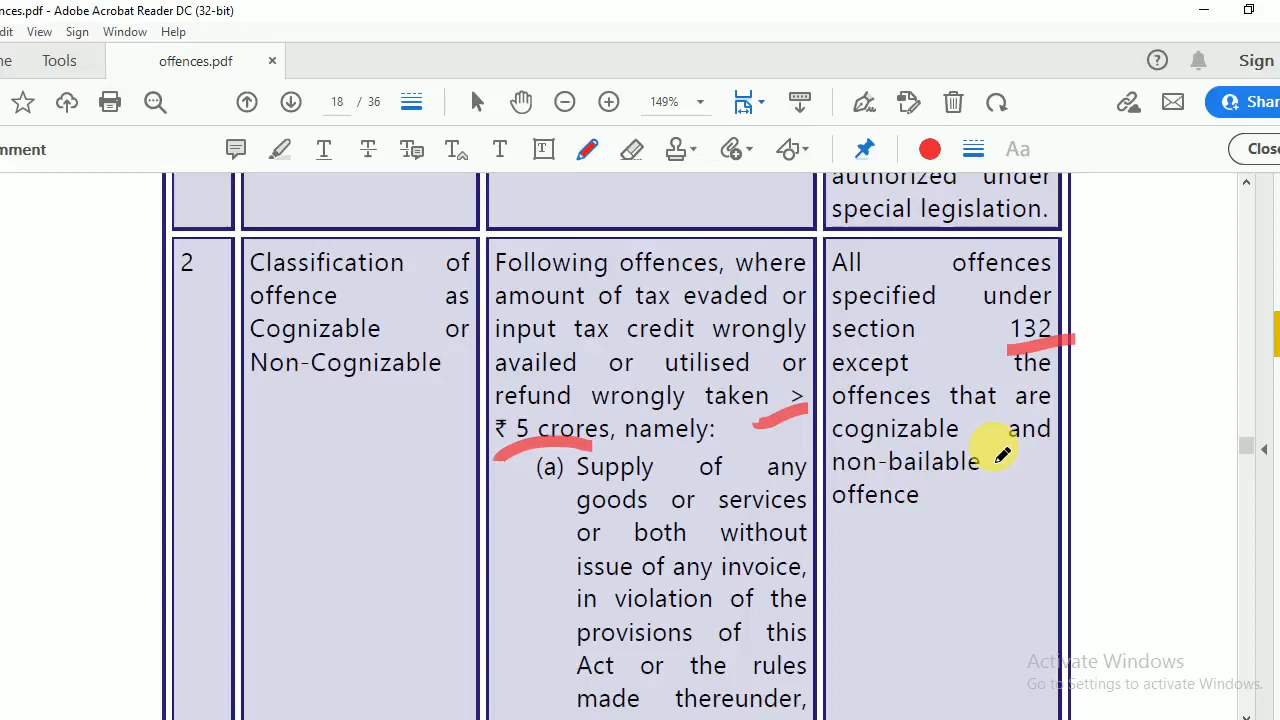 nces.pdf - Adobe Acrobat Reader DC (32-bit)
dit View Sign Window Help
ne Tools offences.pdf × Sign
18 / 36 149% Shar
mment Aa Close
authorized under
special legislation.
2
Classification of
offence as
Cognizable or
Non-Cognizable
Following offences, where
amount of tax evaded or
input tax credit wrongly
availed or utilised or
refund wrongly taken >
₹ 5 crores, namely:
(a) Supply of any
goods or services
or both without
issue of any invoice,
in violation of the
provisions of this
Act or the rules
made thereunder,
All offences
specified under
section 132
except the
offences that are
cognizable and
non-bailable
offence
Activate Windows
Go to Settings to activate Windows.